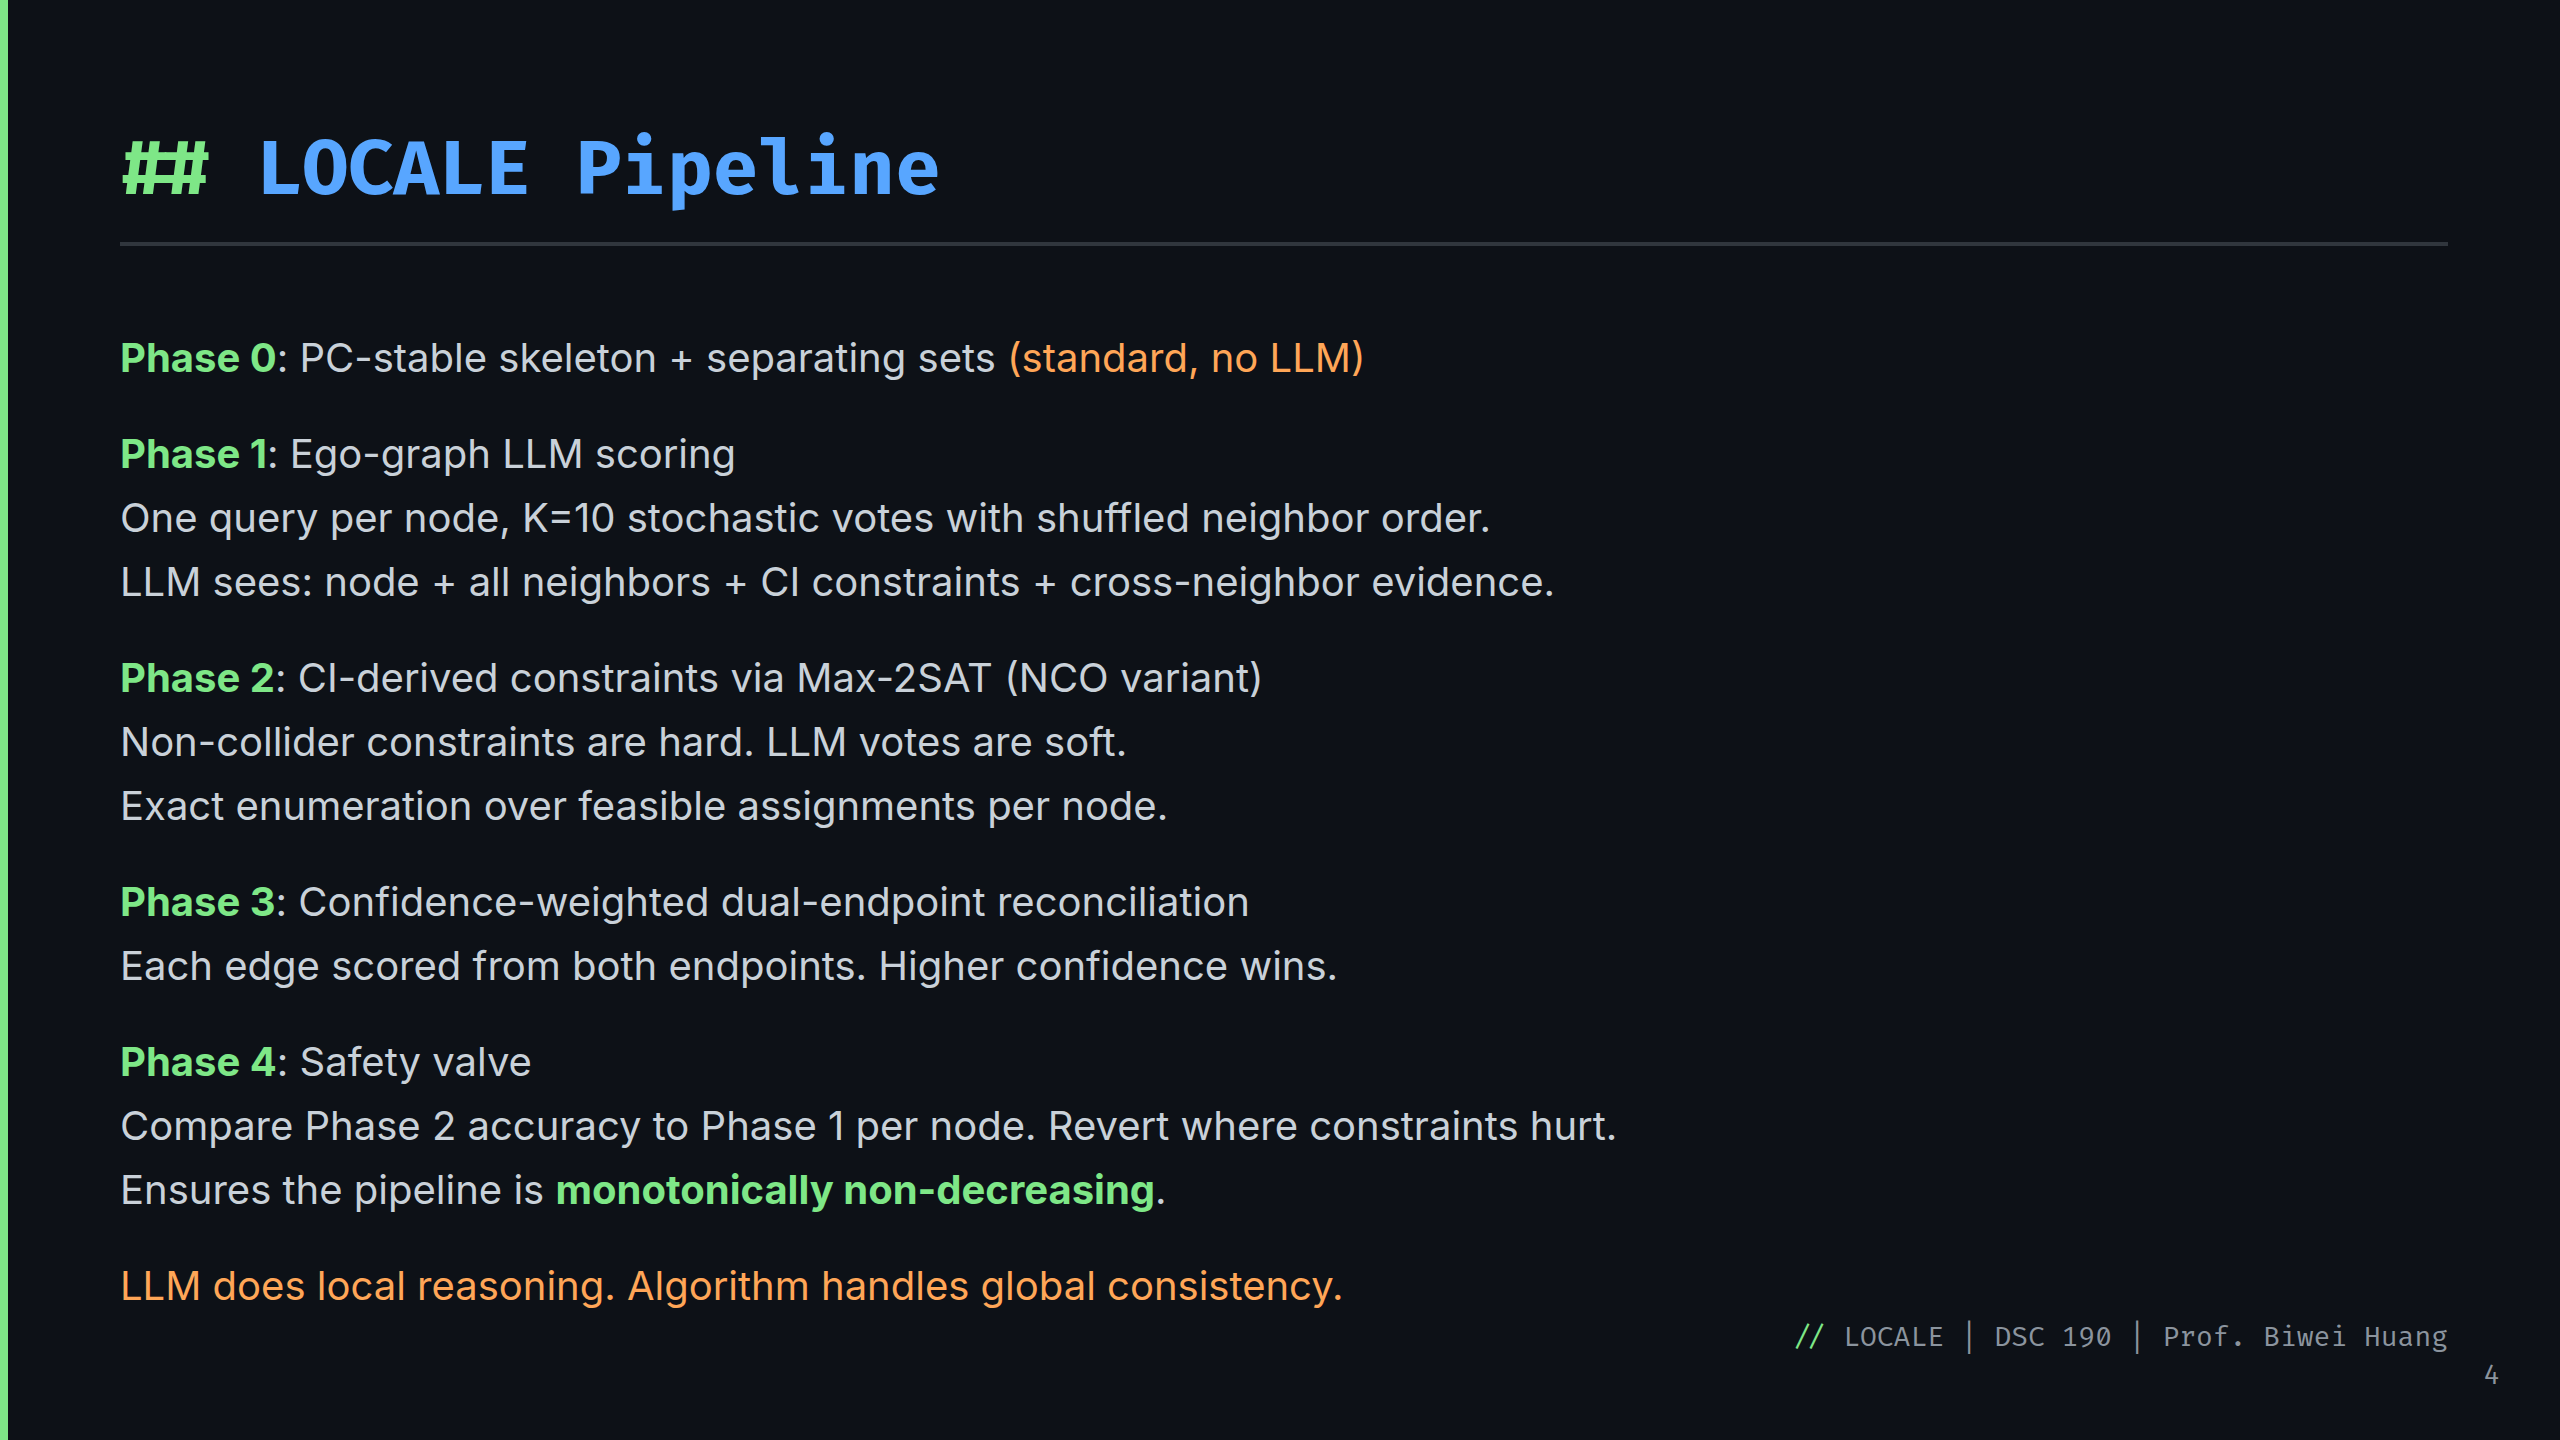 ## LOCALE Pipeline
Phase 0: PC-stable skeleton + separating sets (standard, no LLM)
Phase 1: Ego-graph LLM scoring
One query per node, K=10 stochastic votes with shuffled neighbor order.
LLM sees: node + all neighbors + CI constraints + cross-neighbor evidence.
Phase 2: CI-derived constraints via Max-2SAT (NCO variant)
Non-collider constraints are hard. LLM votes are soft.
Exact enumeration over feasible assignments per node.
Phase 3: Confidence-weighted dual-endpoint reconciliation
Each edge scored from both endpoints. Higher confidence wins.
Phase 4: Safety valve
Compare Phase 2 accuracy to Phase 1 per node. Revert where constraints hurt.
Ensures the pipeline is monotonically non-decreasing.
LLM does local reasoning. Algorithm handles global consistency.
// LOCALE | DSC 190 | Prof. Biwei Huang
4